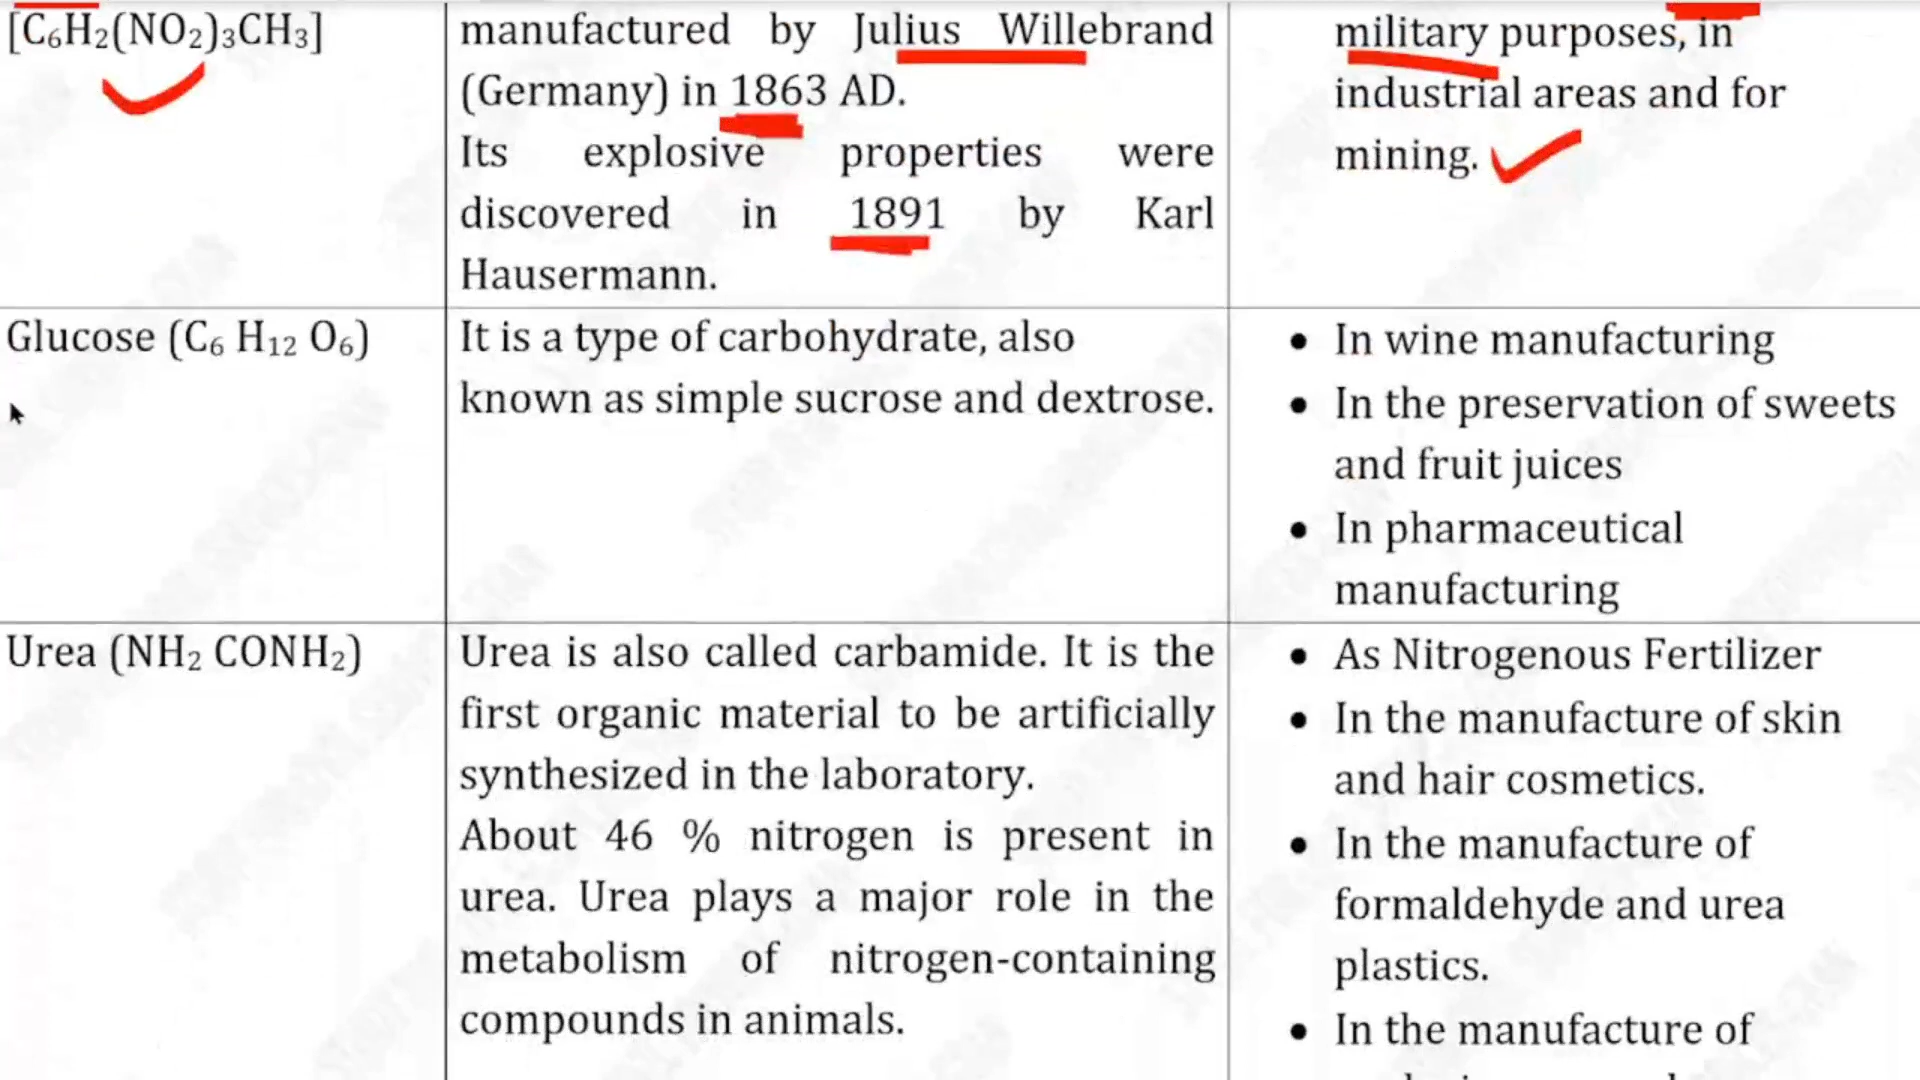 [C₆H₂(NO₂)₃CH₃]
manufactured by Julius Willebrand
(Germany) in 1863 AD.
Its explosive properties were
discovered in 1891 by Karl
Hausermann.
military purposes, in
industrial areas and for
mining.
Glucose (C₆ H₁₂ O₆)
It is a type of carbohydrate, also
known as simple sucrose and dextrose.
• In wine manufacturing
• In the preservation of sweets
and fruit juices
• In pharmaceutical
manufacturing
Urea (NH₂ CONH₂)
Urea is also called carbamide. It is the
first organic material to be artificially
synthesized in the laboratory.
About 46 % nitrogen is present in
urea. Urea plays a major role in the
metabolism of nitrogen-containing
compounds in animals.
• As Nitrogenous Fertilizer
• In the manufacture of skin
and hair cosmetics.
• In the manufacture of
formaldehyde and urea
plastics.
• In the manufacture of